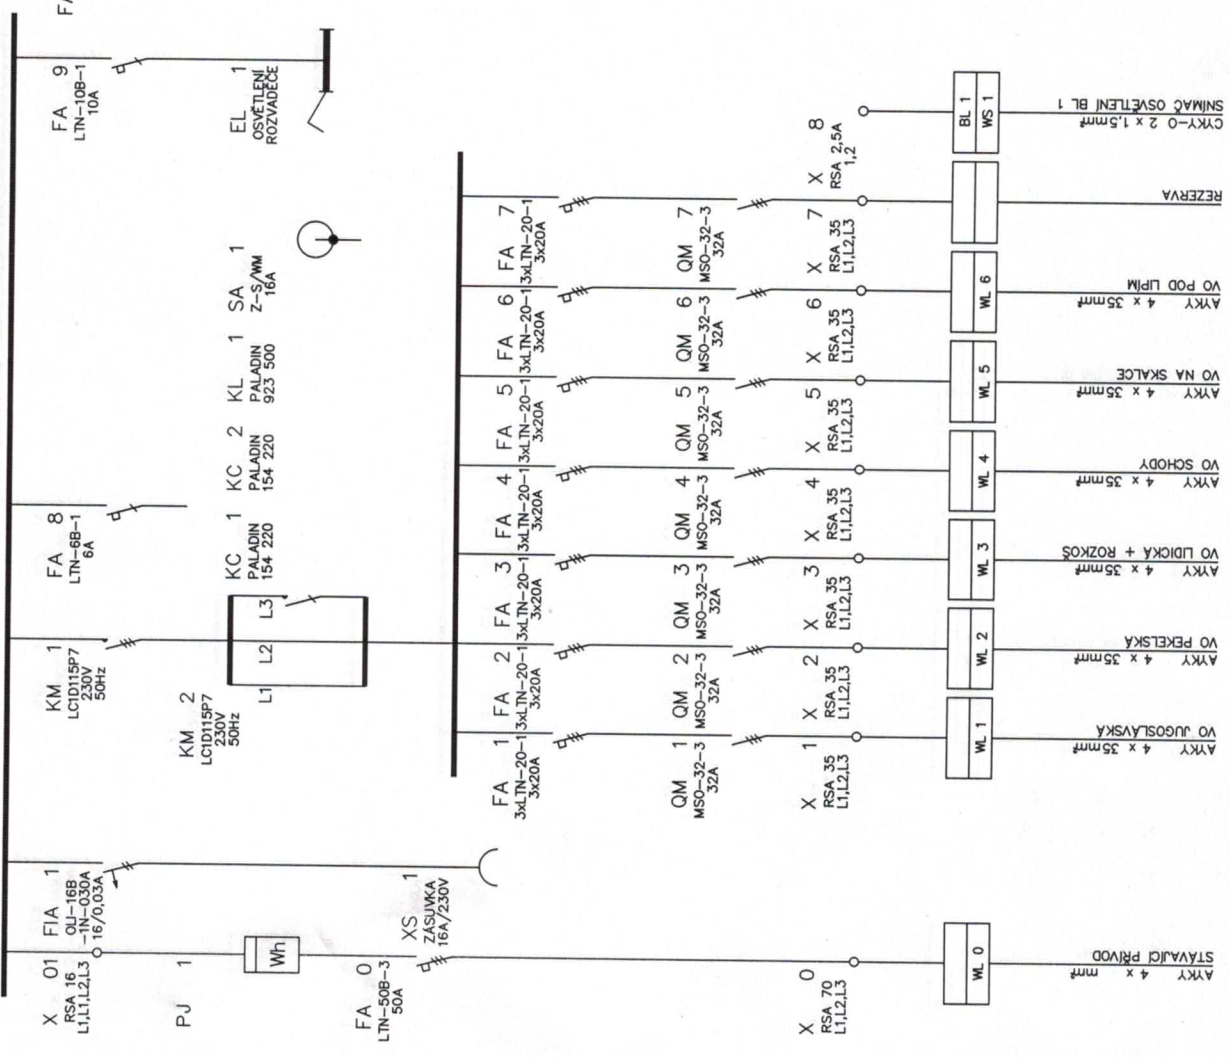 FA
FA 9
LTN-10B-1
10A
EL 1
OSVĚTLENÍ
ROZVADĚČE
FA 8
LTN-6B-1
6A
KC 1
PALADIN
154 220
KC 2
PALADIN
154 220
KL 1
PALADIN
923 500
SA 1
Z-S/WM
16A
KM 1
LC1D115P7
230V
50Hz
KM 2
LC1D115P7
230V
50Hz
L1
L2
L3
X 01
RSA 16
L1,L1,L2,L3
FIA 1
OLI-16B
-1N-030A
16/0,03A
PJ 1
Wh
FA 0
LTN-50B-3
50A
XS 1
ZÁSUVKA
16A/230V
X 0
RSA 70
L1,L2,L3
WL 0
AYKY 4 x mm²
STÁVAJÍCÍ PŘÍVOD
FA 1
3xLTN-20-1
3x20A
QM 1
MSO-32-3
32A
X 1
RSA 35
L1,L2,L3
WL 1
AYKY 4 x 35mm²
VO JUGOSLÁVSKÁ
FA 2
3xLTN-20-1
3x20A
QM 2
MSO-32-3
32A
X 2
RSA 35
L1,L2,L3
WL 2
AYKY 4 x 35mm²
VO PEKELSKÁ
FA 3
3xLTN-20-1
3x20A
QM 3
MSO-32-3
32A
X 3
RSA 35
L1,L2,L3
WL 3
AYKY 4 x 35mm²
VO LIDICKÁ + ROZKOŠ
FA 4
3xLTN-20-1
3x20A
QM 4
MSO-32-3
32A
X 4
RSA 35
L1,L2,L3
WL 4
AYKY 4 x 35mm²
VO SCHODY
FA 5
3xLTN-20-1
3x20A
QM 5
MSO-32-3
32A
X 5
RSA 35
L1,L2,L3
WL 5
AYKY 4 x 35mm²
VO NA SKALCE
FA 6
3xLTN-20-1
3x20A
QM 6
MSO-32-3
32A
X 6
RSA 35
L1,L2,L3
WL 6
AYKY 4 x 35mm²
VO POD LIPÍM
FA 7
3xLTN-20-1
3x20A
QM 7
MSO-32-3
32A
X 7
RSA 35
L1,L2,L3
REZERVA
X 8
RSA 2,5A
1,2
BL 1
WS 1
CYKY-O 2 x 1,5mm²
SNÍMAČ OSVĚTLENÍ BL 1